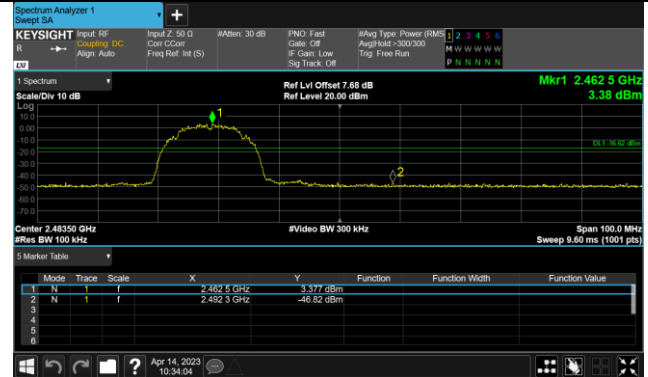 Spectrum Analyzer 1
Swept SA
+
KEYSIGHT Input: RF Input Z: 50 Ω #Atten: 30 dB PNO: Fast #Avg Type: Power (RMS 1 2 3 4 5 6
R Coupling: DC Corr CCorr Gate: Off Avg|Hold >300/300 M W W W W W
Align: Auto Freq Ref: Int (S) IF Gain: Low Trig: Free Run
LXI Sig Track: Off P N N N N N
1 Spectrum Ref Lvl Offset 7.68 dB Mkr1 2.462 5 GHz
Scale/Div 10 dB Ref Level 20.00 dBm 3.38 dBm
Log
10.0
0.00
-10.0
-20.0
-30.0
-40.0
-50.0
-60.0
-70.0
1
DL1 -16.62 dBm
2
Center 2.48350 GHz #Video BW 300 kHz Span 100.0 MHz
#Res BW 100 kHz Sweep 9.60 ms (1001 pts)
5 Marker Table
Mode Trace Scale X Y Function Function Width Function Value
1 N 1 f 2.462 5 GHz 3.377 dBm
2 N 1 f 2.492 3 GHz -46.82 dBm
3
4
5
6
? Apr 14, 2023
10:34:04